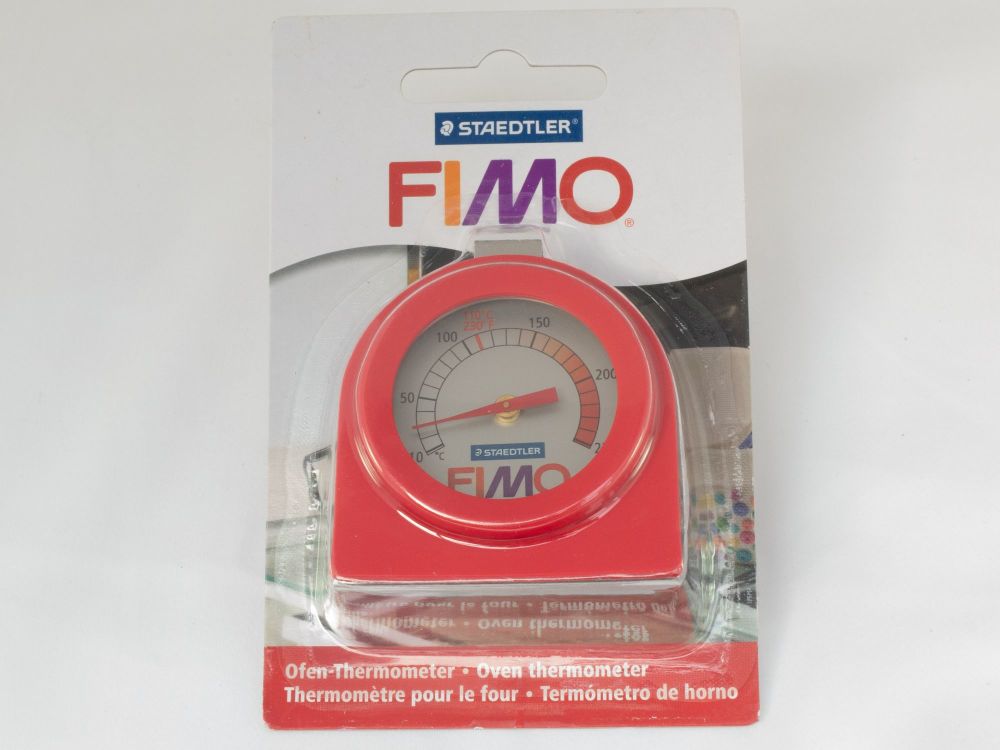 STAEDTLER®
FIMO®
110°C
230°F
150
100
200
50
10
°C
STAEDTLER
FIMO
Ofen-Thermometer • Oven thermometer
Thermomètre pour le four • Termómetro de horno